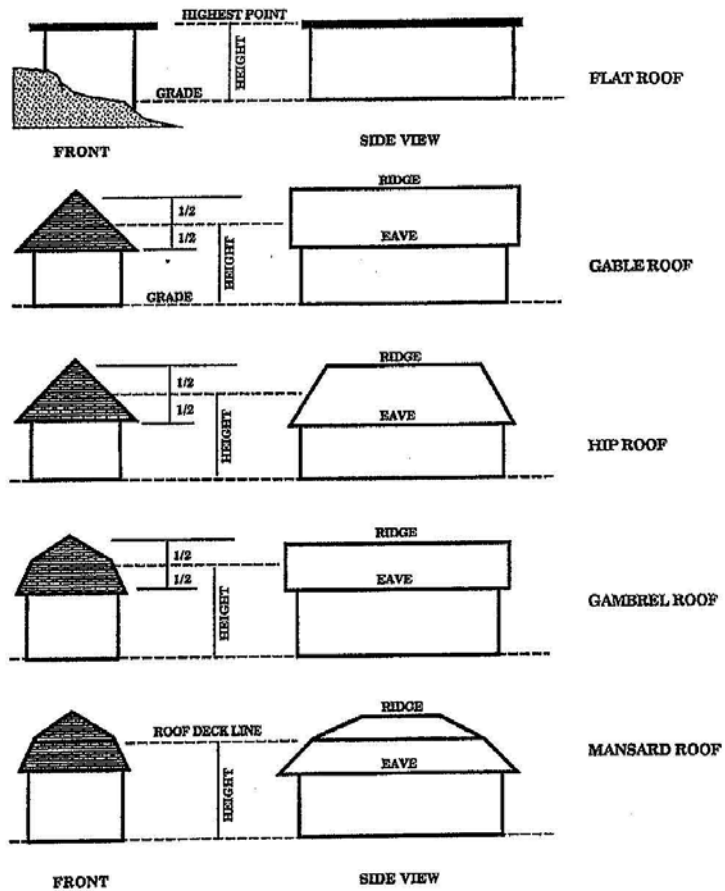 HIGHEST POINT
HEIGHT
GRADE
FLAT ROOF
FRONT
SIDE VIEW
RIDGE
1/2
1/2
HEIGHT
EAVE
GABLE ROOF
GRADE
RIDGE
1/2
1/2
HEIGHT
EAVE
HIP ROOF
RIDGE
1/2
1/2
HEIGHT
EAVE
GAMBREL ROOF
RIDGE
ROOF DECK LINE
HEIGHT
EAVE
MANSARD ROOF
FRONT
SIDE VIEW